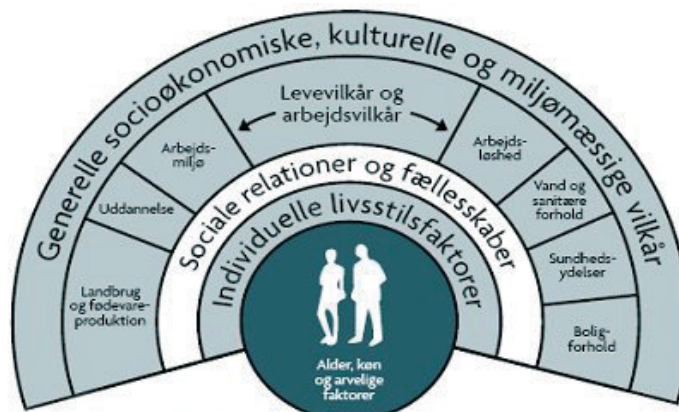 Generelle socioøkonomiske, kulturelle og miljømæssige vilkår
Levevilkår og
arbejdsvilkår
Arbejds-
miljø
Uddannelse
Landbrug
og fødevare-
produktion
Arbejds-
løshed
Vand og
sanitære
forhold
Sundheds-
ydelser
Bolig-
forhold
Sociale relationer og fællesskaber
Individuelle livsstilsfaktorer
Alder, køn
og arvelige
faktorer